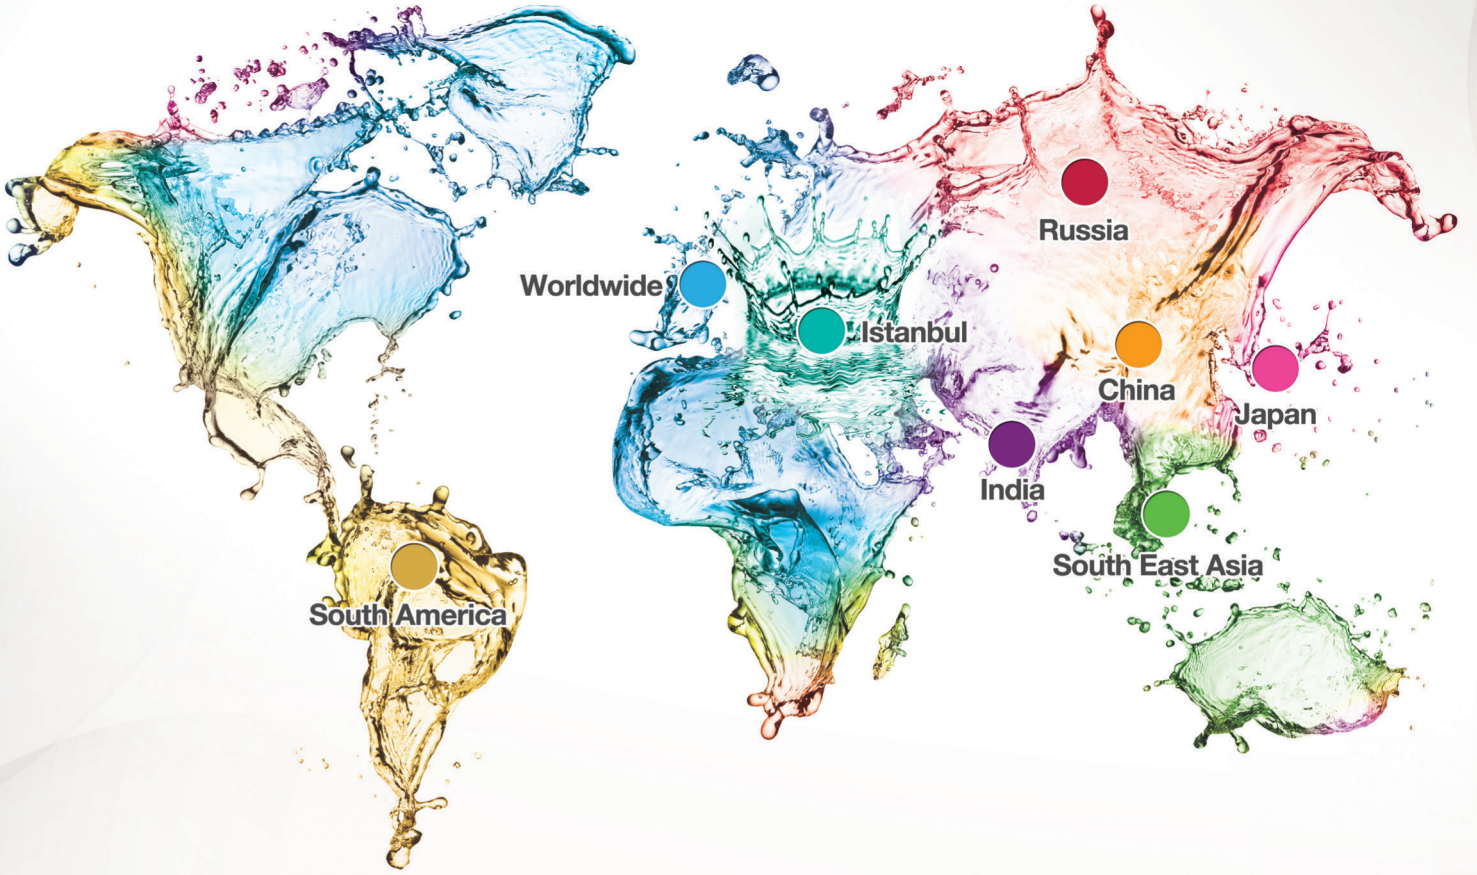 Russia
Worldwide
Istanbul
China
Japan
India
South East Asia
South America